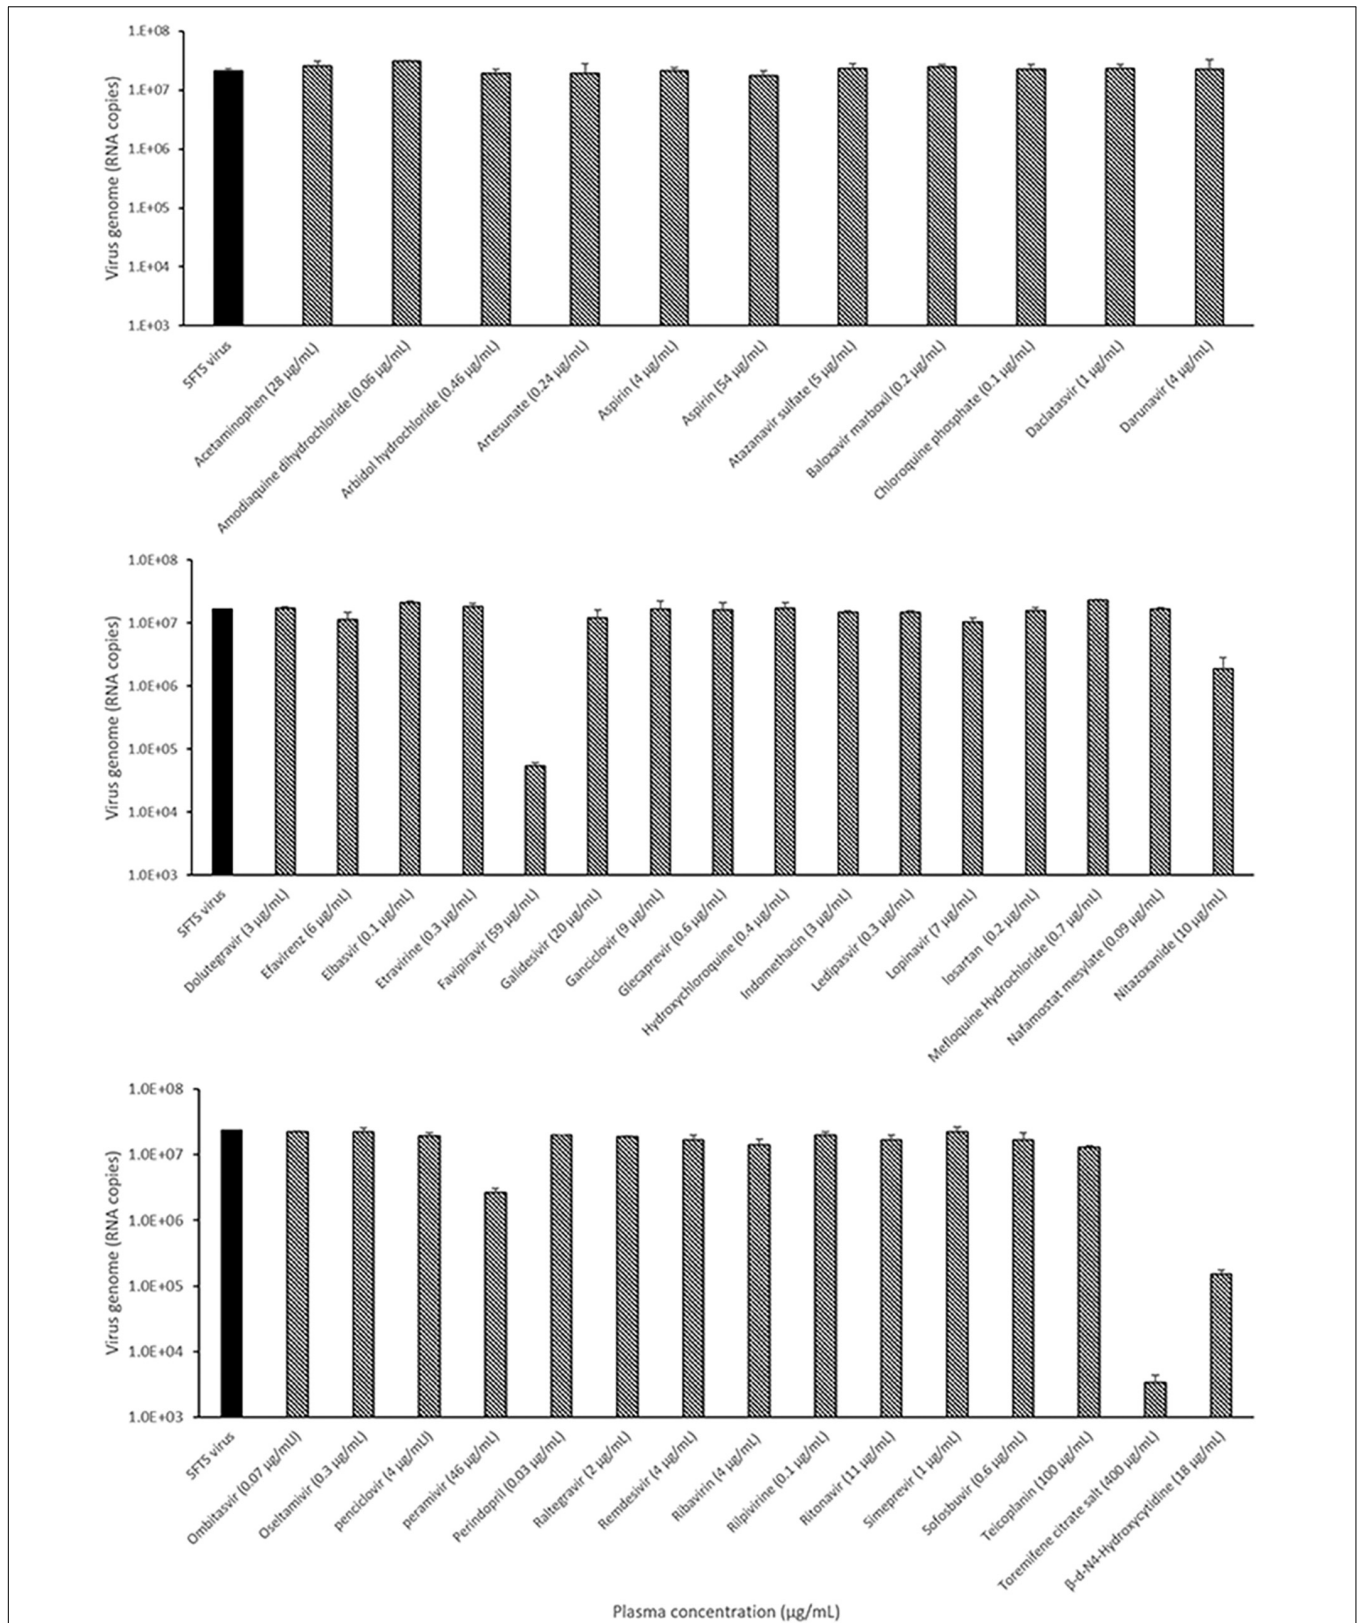 Virus genome (RNA copies)
1.E+08
1.E+07
1.E+06
1.E+05
1.E+04
1.E+03
SFTS virus
Acetaminophen (28 µg/mL)
Amodiaquine dihydrochloride (0.06 µg/mL)
Arbidol hydrochloride (0.46 µg/mL)
Artesunate (0.24 µg/mL)
Aspirin (4 µg/mL)
Aspirin (54 µg/mL)
Atazanavir sulfate (5 µg/mL)
Baloxavir marboxil (0.2 µg/mL)
Chloroquine phosphate (0.1 µg/mL)
Daclatasvir (1 µg/mL)
Darunavir (4 µg/mL)
Virus genome (RNA copies)
1.0E+08
1.0E+07
1.0E+06
1.0E+05
1.0E+04
1.0E+03
SFTS virus
Dolutegravir (3 µg/mL)
Efavirenz (6 µg/mL)
Elbasvir (0.1 µg/mL)
Etravirine (0.3 µg/mL)
Favipiravir (59 µg/mL)
Galidesivir (20 µg/mL)
Ganciclovir (9 µg/mL)
Glecaprevir (0.6 µg/mL)
Hydroxychloroquine (0.4 µg/mL)
Indomethacin (3 µg/mL)
Ledipasvir (0.3 µg/mL)
Lopinavir (7 µg/mL)
losartan (0.2 µg/mL)
Mefloquine Hydrochloride (0.7 µg/mL)
Nafamostat mesylate (0.09 µg/mL)
Nitazoxanide (10 µg/mL)
Virus genome (RNA copies)
1.0E+08
1.0E+07
1.0E+06
1.0E+05
1.0E+04
1.0E+03
SFTS virus
Ombitasvir (0.07 µg/mLl)
Oseltamivir (0.3 µg/mL)
penciclovir (4 µg/mLl)
peramivir (46 µg/mL)
Perindopril (0.03 µg/mL)
Raltegravir (2 µg/mL)
Remdesivir (4 µg/mL)
Ribavirin (4 µg/mL)
Rilpivirine (0.1 µg/mL)
Ritonavir (11 µg/mL)
Simeprevir (1 µg/mL)
Sofosbuvir (0.6 µg/mL)
Teicoplanin (100 µg/mL)
Toremifene citrate salt (400 µg/mL)
β-d-N4-Hydroxycytidine (18 µg/mL)
Plasma concentration (µg/mL)